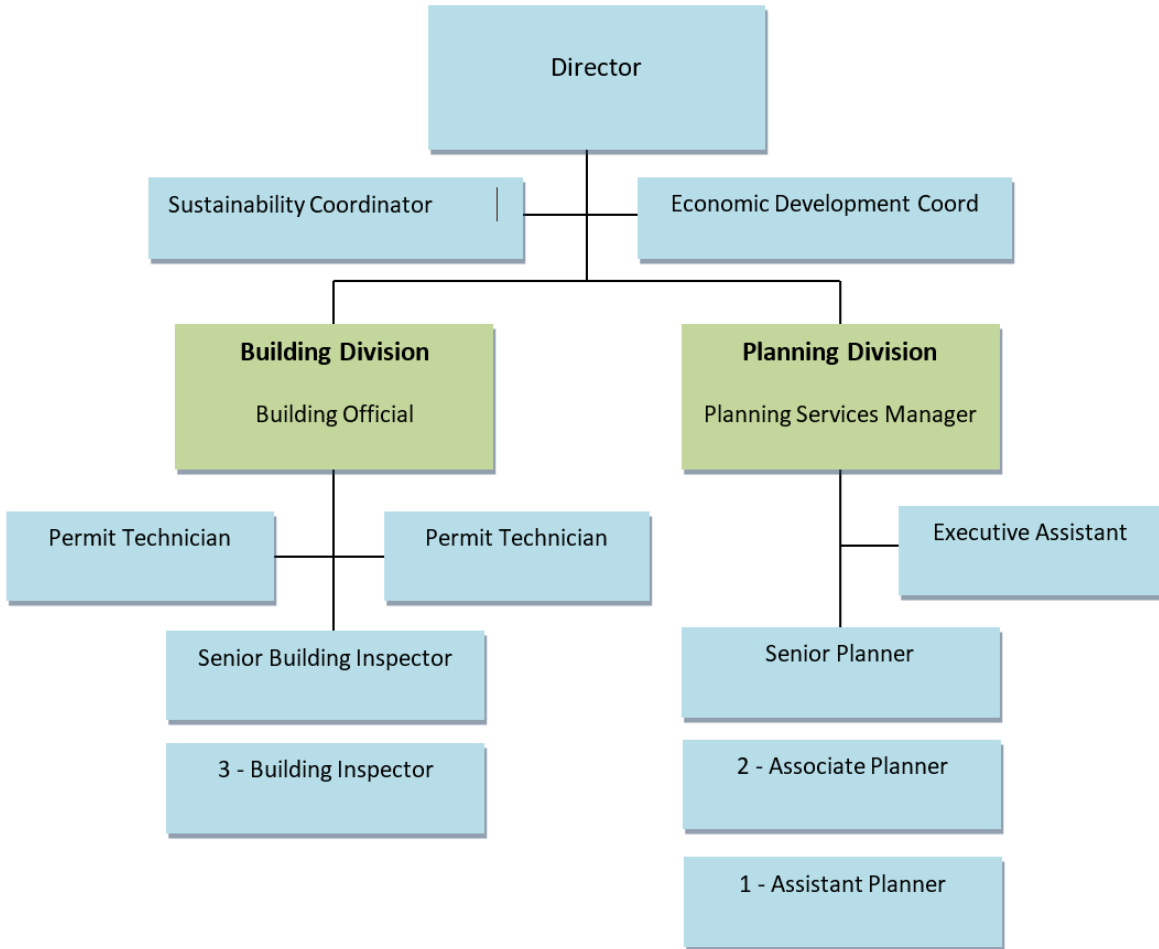 Director
Sustainability Coordinator
Economic Development Coord
Building Division
Building Official
Planning Division
Planning Services Manager
Permit Technician
Permit Technician
Executive Assistant
Senior Building Inspector
Senior Planner
3 - Building Inspector
2 - Associate Planner
1 - Assistant Planner